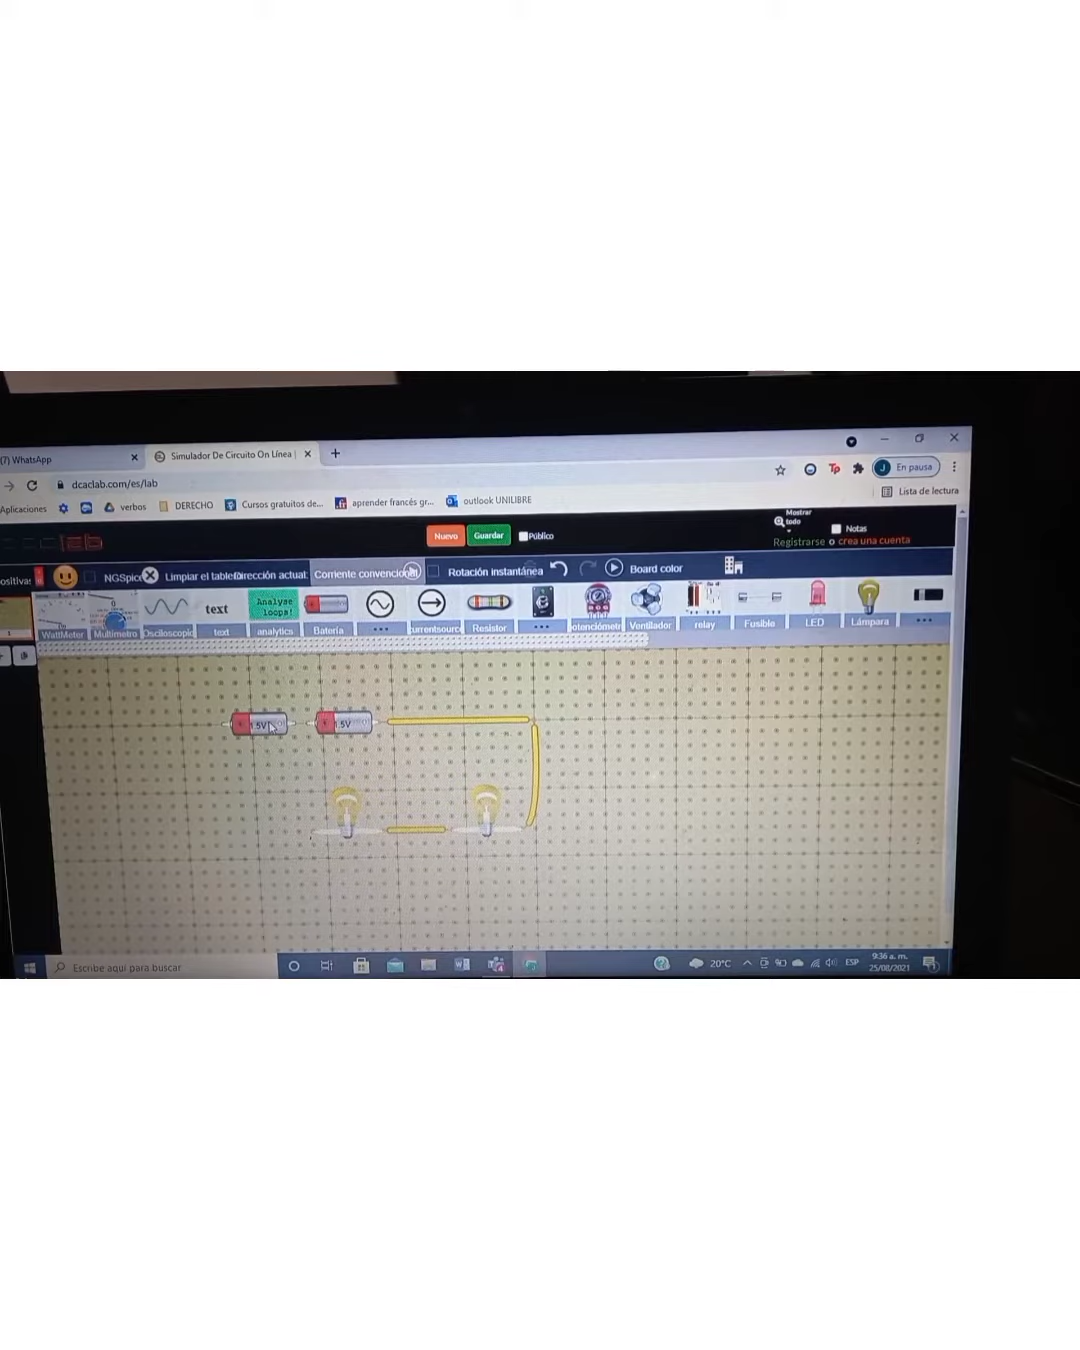 (7) WhatsApp
Simulador De Circuito On Línea |
dcaclab.com/es/lab
En pausa
Aplicaciones
verbos
DERECHO
Cursos gratuitos de...
aprender francés gr...
outlook UNILIBRE
Lista de lectura
Nuevo
Guardar
Público
Mostrar
todo
Notas
Registrarse o crea una cuenta
NGSpice
Limpiar el tablero
Dirección actual:
Corriente convencional
Rotación instantánea
Board color
text
Analyse
loops!
WattMeter
Multímetro
Osciloscopio
text
analytics
Batería
...
Resistor
...
Ventilador
relay
Fusible
LED
Lámpara
...
1.5V
1.5V
Escribe aquí para buscar
20°C
ESP
9:36 a. m.
25/08/2021